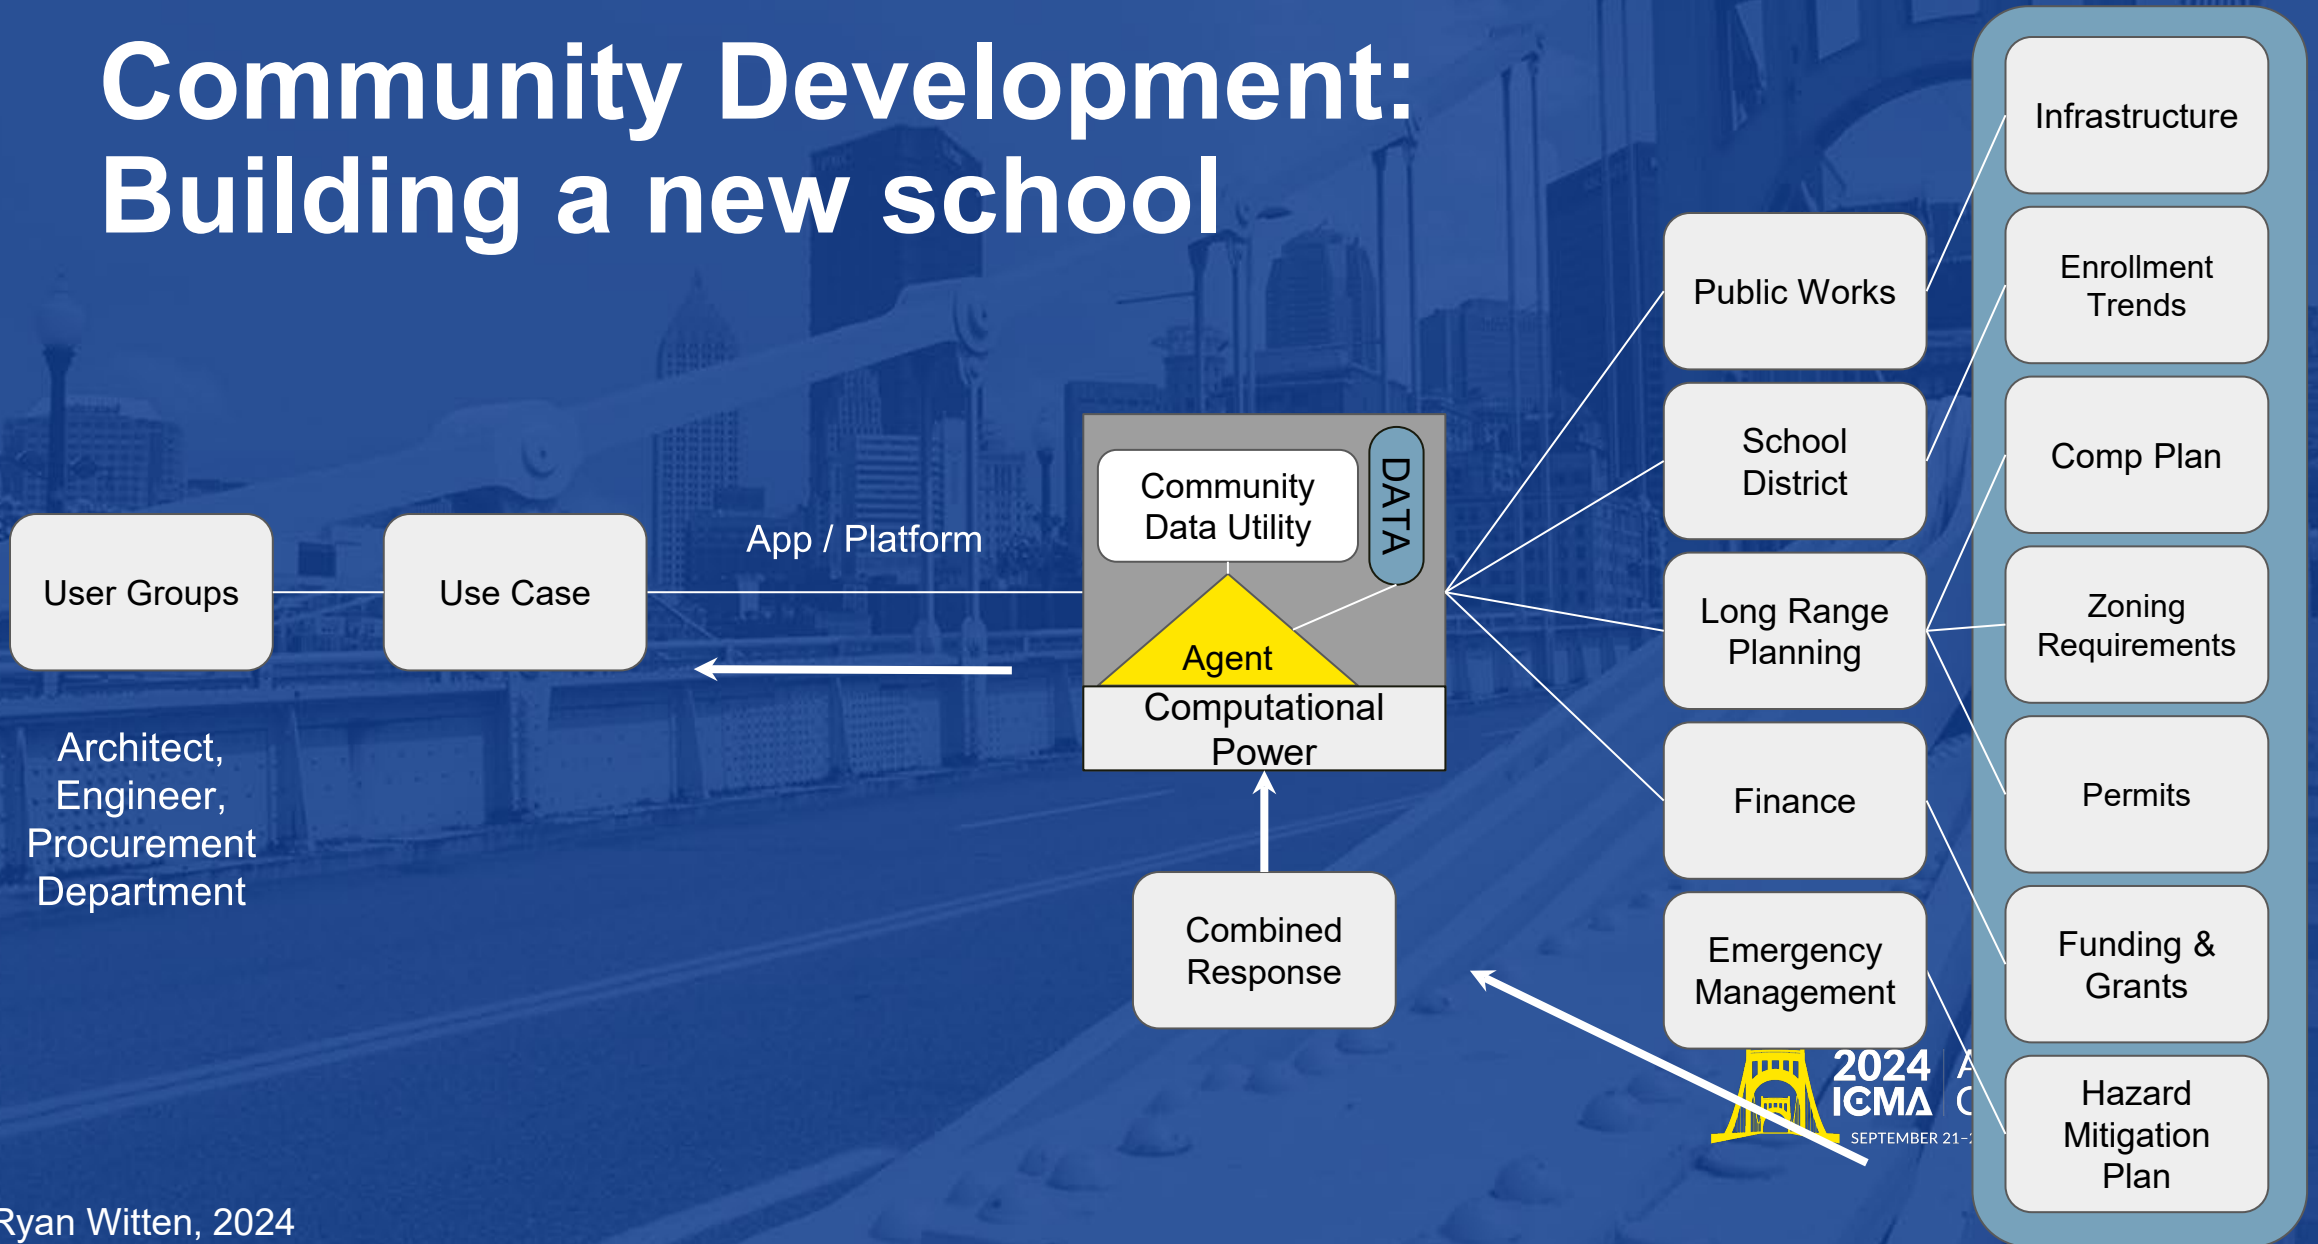 Community Development:
Building a new school
User Groups
Architect,
Engineer,
Procurement
Department
Use Case
App / Platform
Community
Data Utility
DATA
Agent
Computational
Power
Combined
Response
Public Works
School
District
Long Range
Planning
Finance
Emergency
Management
Infrastructure
Enrollment
Trends
Comp Plan
Zoning
Requirements
Permits
Funding &
Grants
Hazard
Mitigation
Plan
2024
ICMA
SEPTEMBER 21-
Ryan Witten, 2024